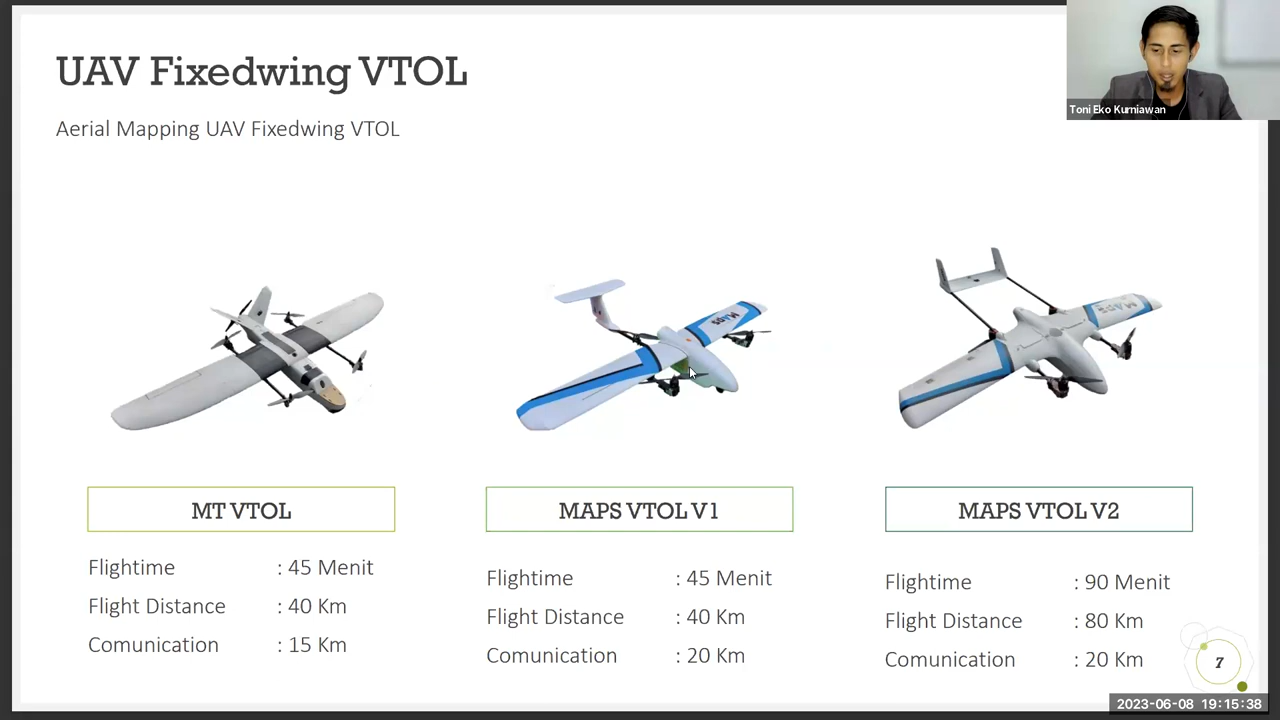 UAV Fixedwing VTOL
Aerial Mapping UAV Fixedwing VTOL
Toni Eko Kurniawan
MAPS
MAPS
MT VTOL
Flightime : 45 Menit
Flight Distance : 40 Km
Comunication : 15 Km
MAPS VTOL V1
Flightime : 45 Menit
Flight Distance : 40 Km
Comunication : 20 Km
MAPS VTOL V2
Flightime : 90 Menit
Flight Distance : 80 Km
Comunication : 20 Km
7
2023-06-08 19:15:38